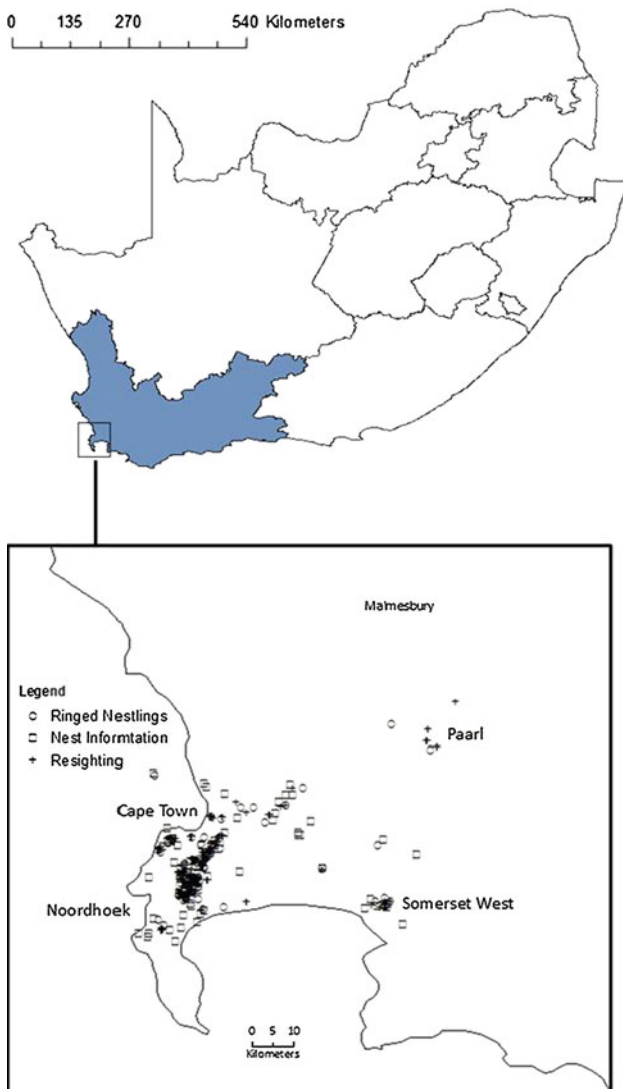 0 135 270 540 Kilometers
Malmesbury
Legend
Ringed Nestlings
Nest Informtation
Resighting
Paarl
Cape Town
Noordhoek
Somerset West
0 5 10
Kilometers